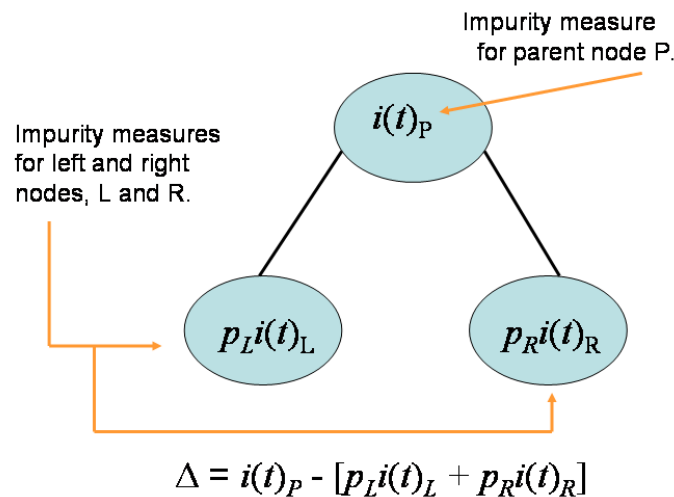 Impurity measure
for parent node P.
i(t)P
Impurity measures
for left and right
nodes, L and R.
pLi(t)L
pRi(t)R
Δ = i(t)P - [pLi(t)L + pRi(t)R]